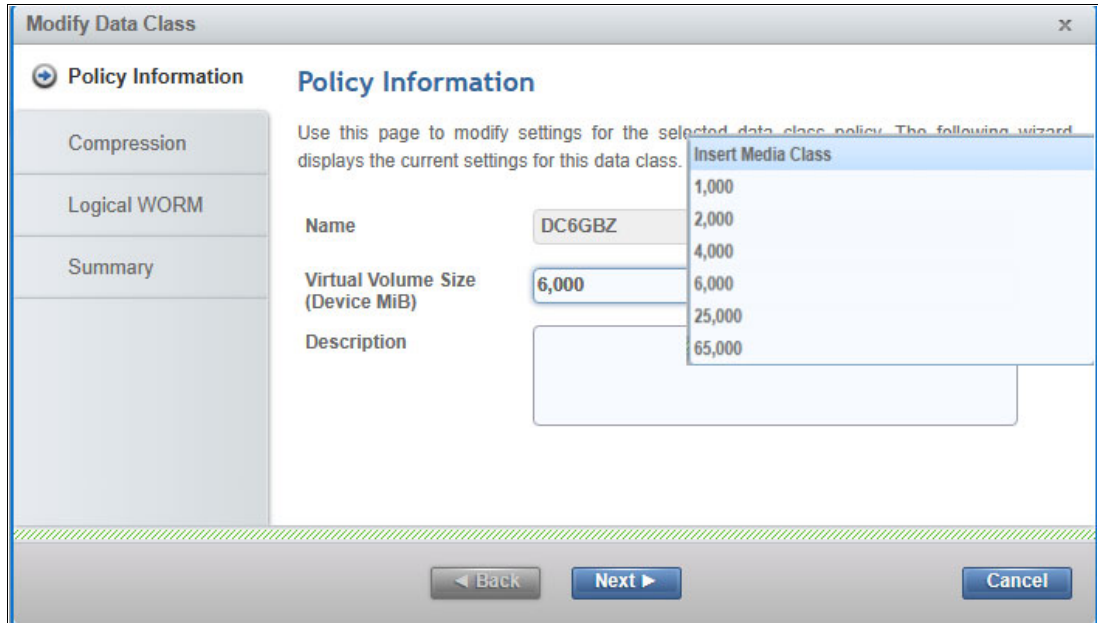 Modify Data Class
x
Policy Information
Compression
Logical WORM
Summary
Policy Information
Use this page to modify settings for the selected data class policy. The following wizard
displays the current settings for this data class.
Name
DC6GBZ
Virtual Volume Size
(Device MiB)
6,000
Description
Insert Media Class
1,000
2,000
4,000
6,000
25,000
65,000
Back
Next
Cancel